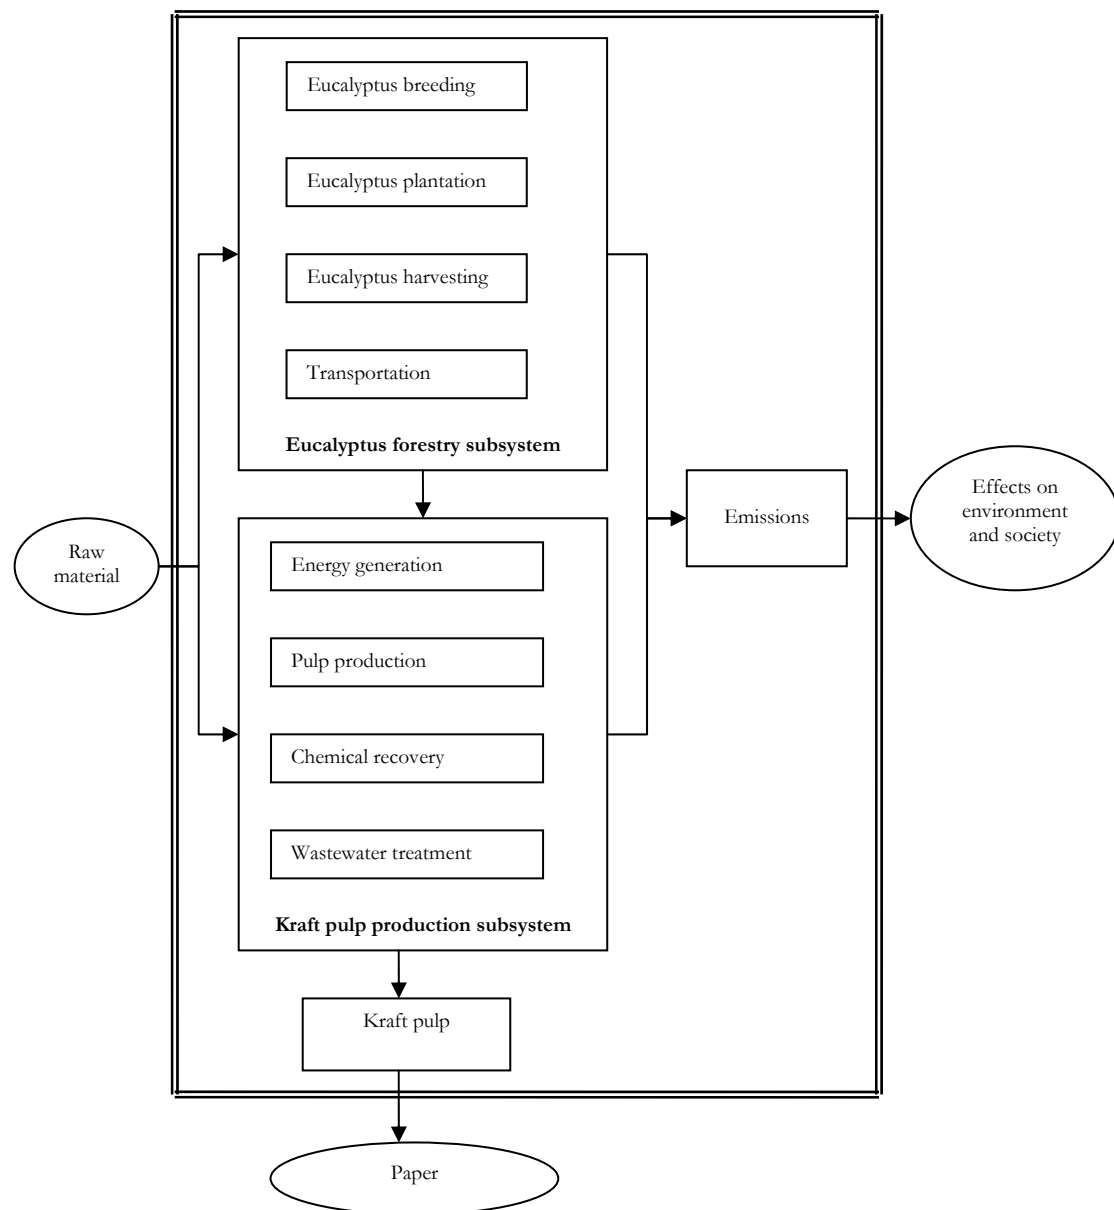 Eucalyptus breeding
Eucalyptus plantation
Eucalyptus harvesting
Transportation
Eucalyptus forestry subsystem
Raw
material
Energy generation
Pulp production
Chemical recovery
Wastewater treatment
Kraft pulp production subsystem
Emissions
Effects on
environment
and society
Kraft pulp
Paper